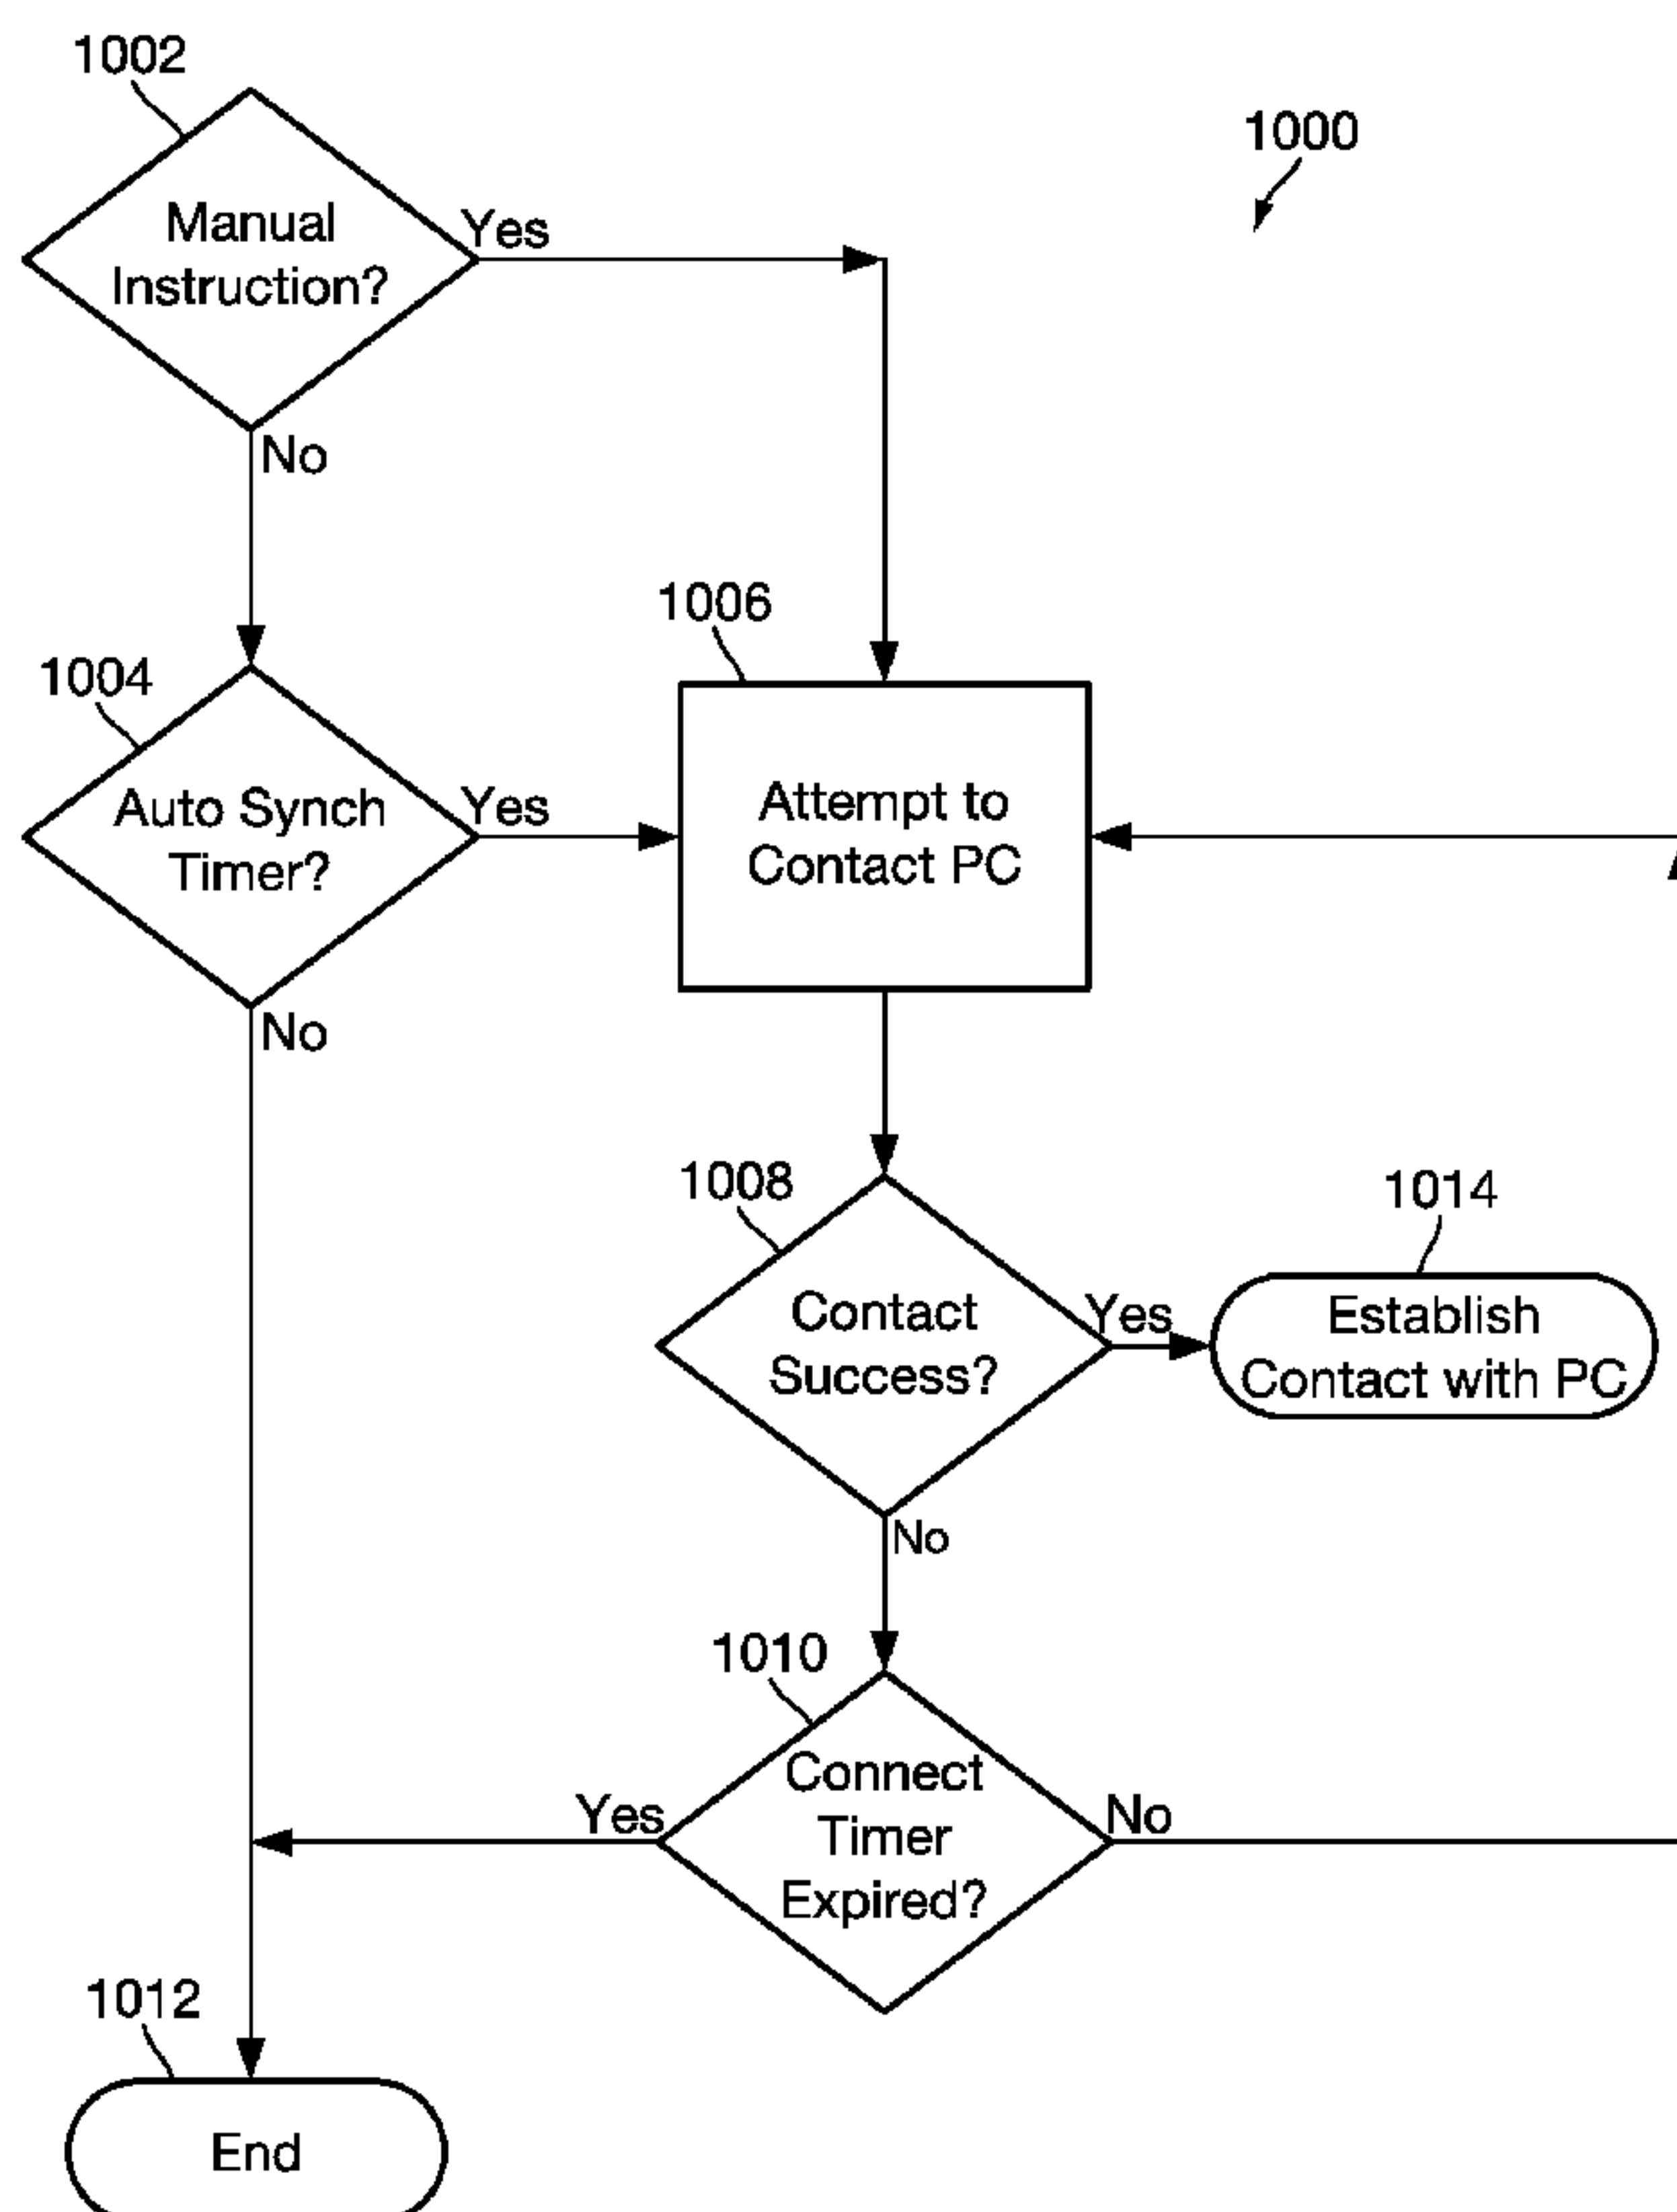 1002
1000
Manual
Instruction?
Yes
No
1006
1004
Auto Synch
Timer?
Yes
Attempt to
Contact PC
No
1008
1014
Contact
Success?
Yes
Establish
Contact with PC
No
1010
Connect
Timer
Expired?
Yes
No
1012
End